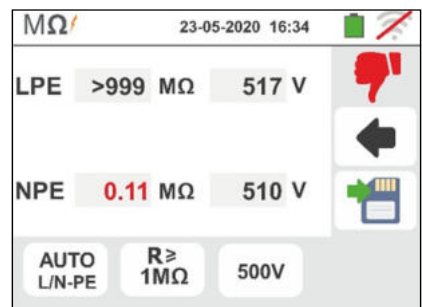 MΩ 23-05-2020 16:34
LPE >999 MΩ 517 V
NPE 0.11 MΩ 510 V
AUTO R≥ 500V
L/N-PE 1MΩ